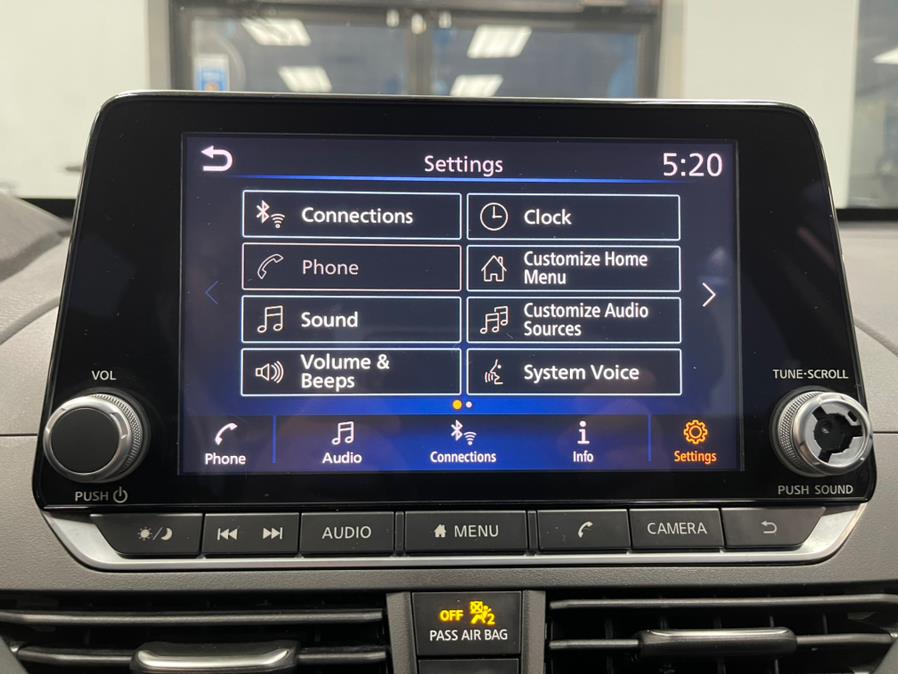 Settings
5:20
Connections
Clock
Phone
Customize Home
Menu
Sound
Customize Audio
Sources
Volume &
Beeps
System Voice
VOL
TUNE·SCROLL
Phone
Audio
Connections
Info
Settings
PUSH
PUSH SOUND
AUDIO
MENU
CAMERA
OFF
2
PASS AIR BAG